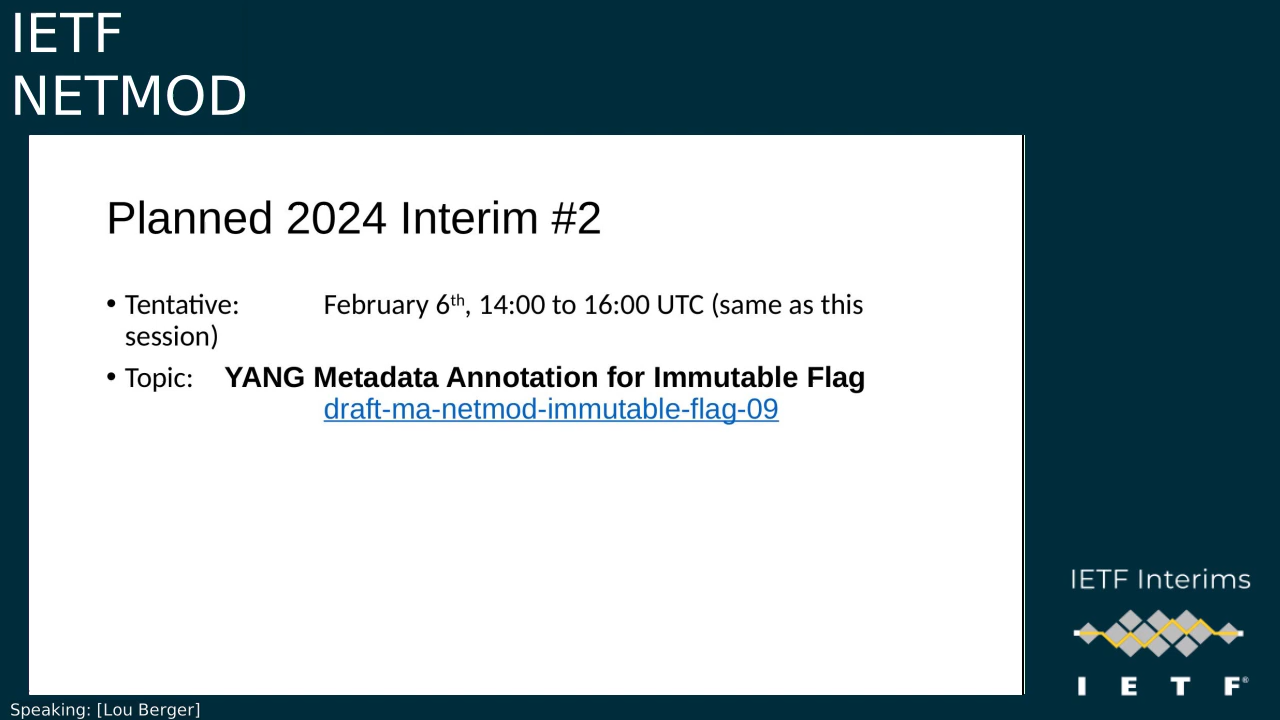 IETF
NETMOD
Planned 2024 Interim #2
• Tentative: February 6th, 14:00 to 16:00 UTC (same as this
session)
• Topic: YANG Metadata Annotation for Immutable Flag
draft-ma-netmod-immutable-flag-09
IETF Interims
I E T F®
Speaking: [Lou Berger]